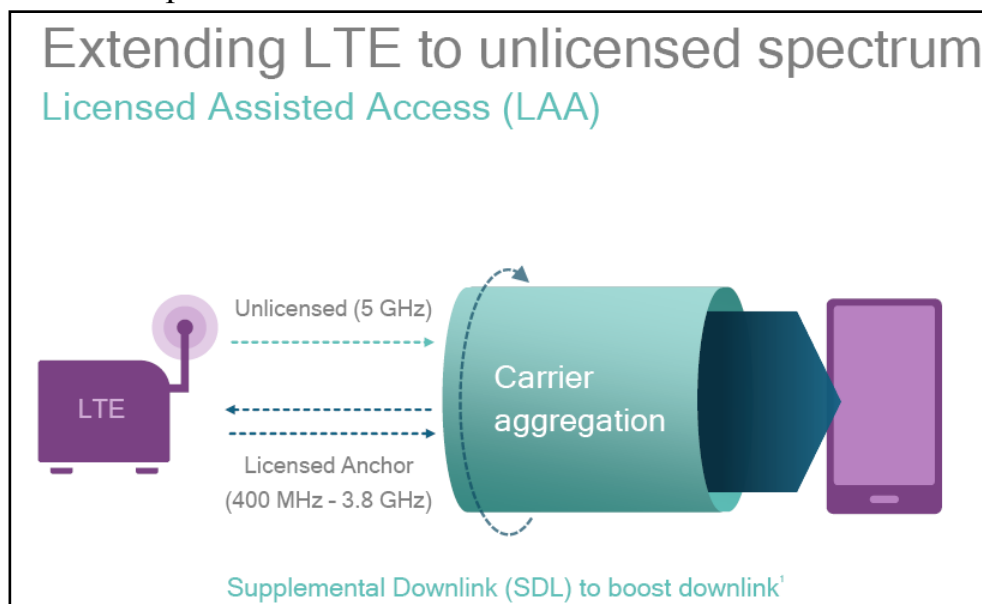 Extending LTE to unlicensed spectrum
Licensed Assisted Access (LAA)
Unlicensed (5 GHz)
LTE
Carrier
aggregation
Licensed Anchor
(400 MHz - 3.8 GHz)
Supplemental Downlink (SDL) to boost downlink¹